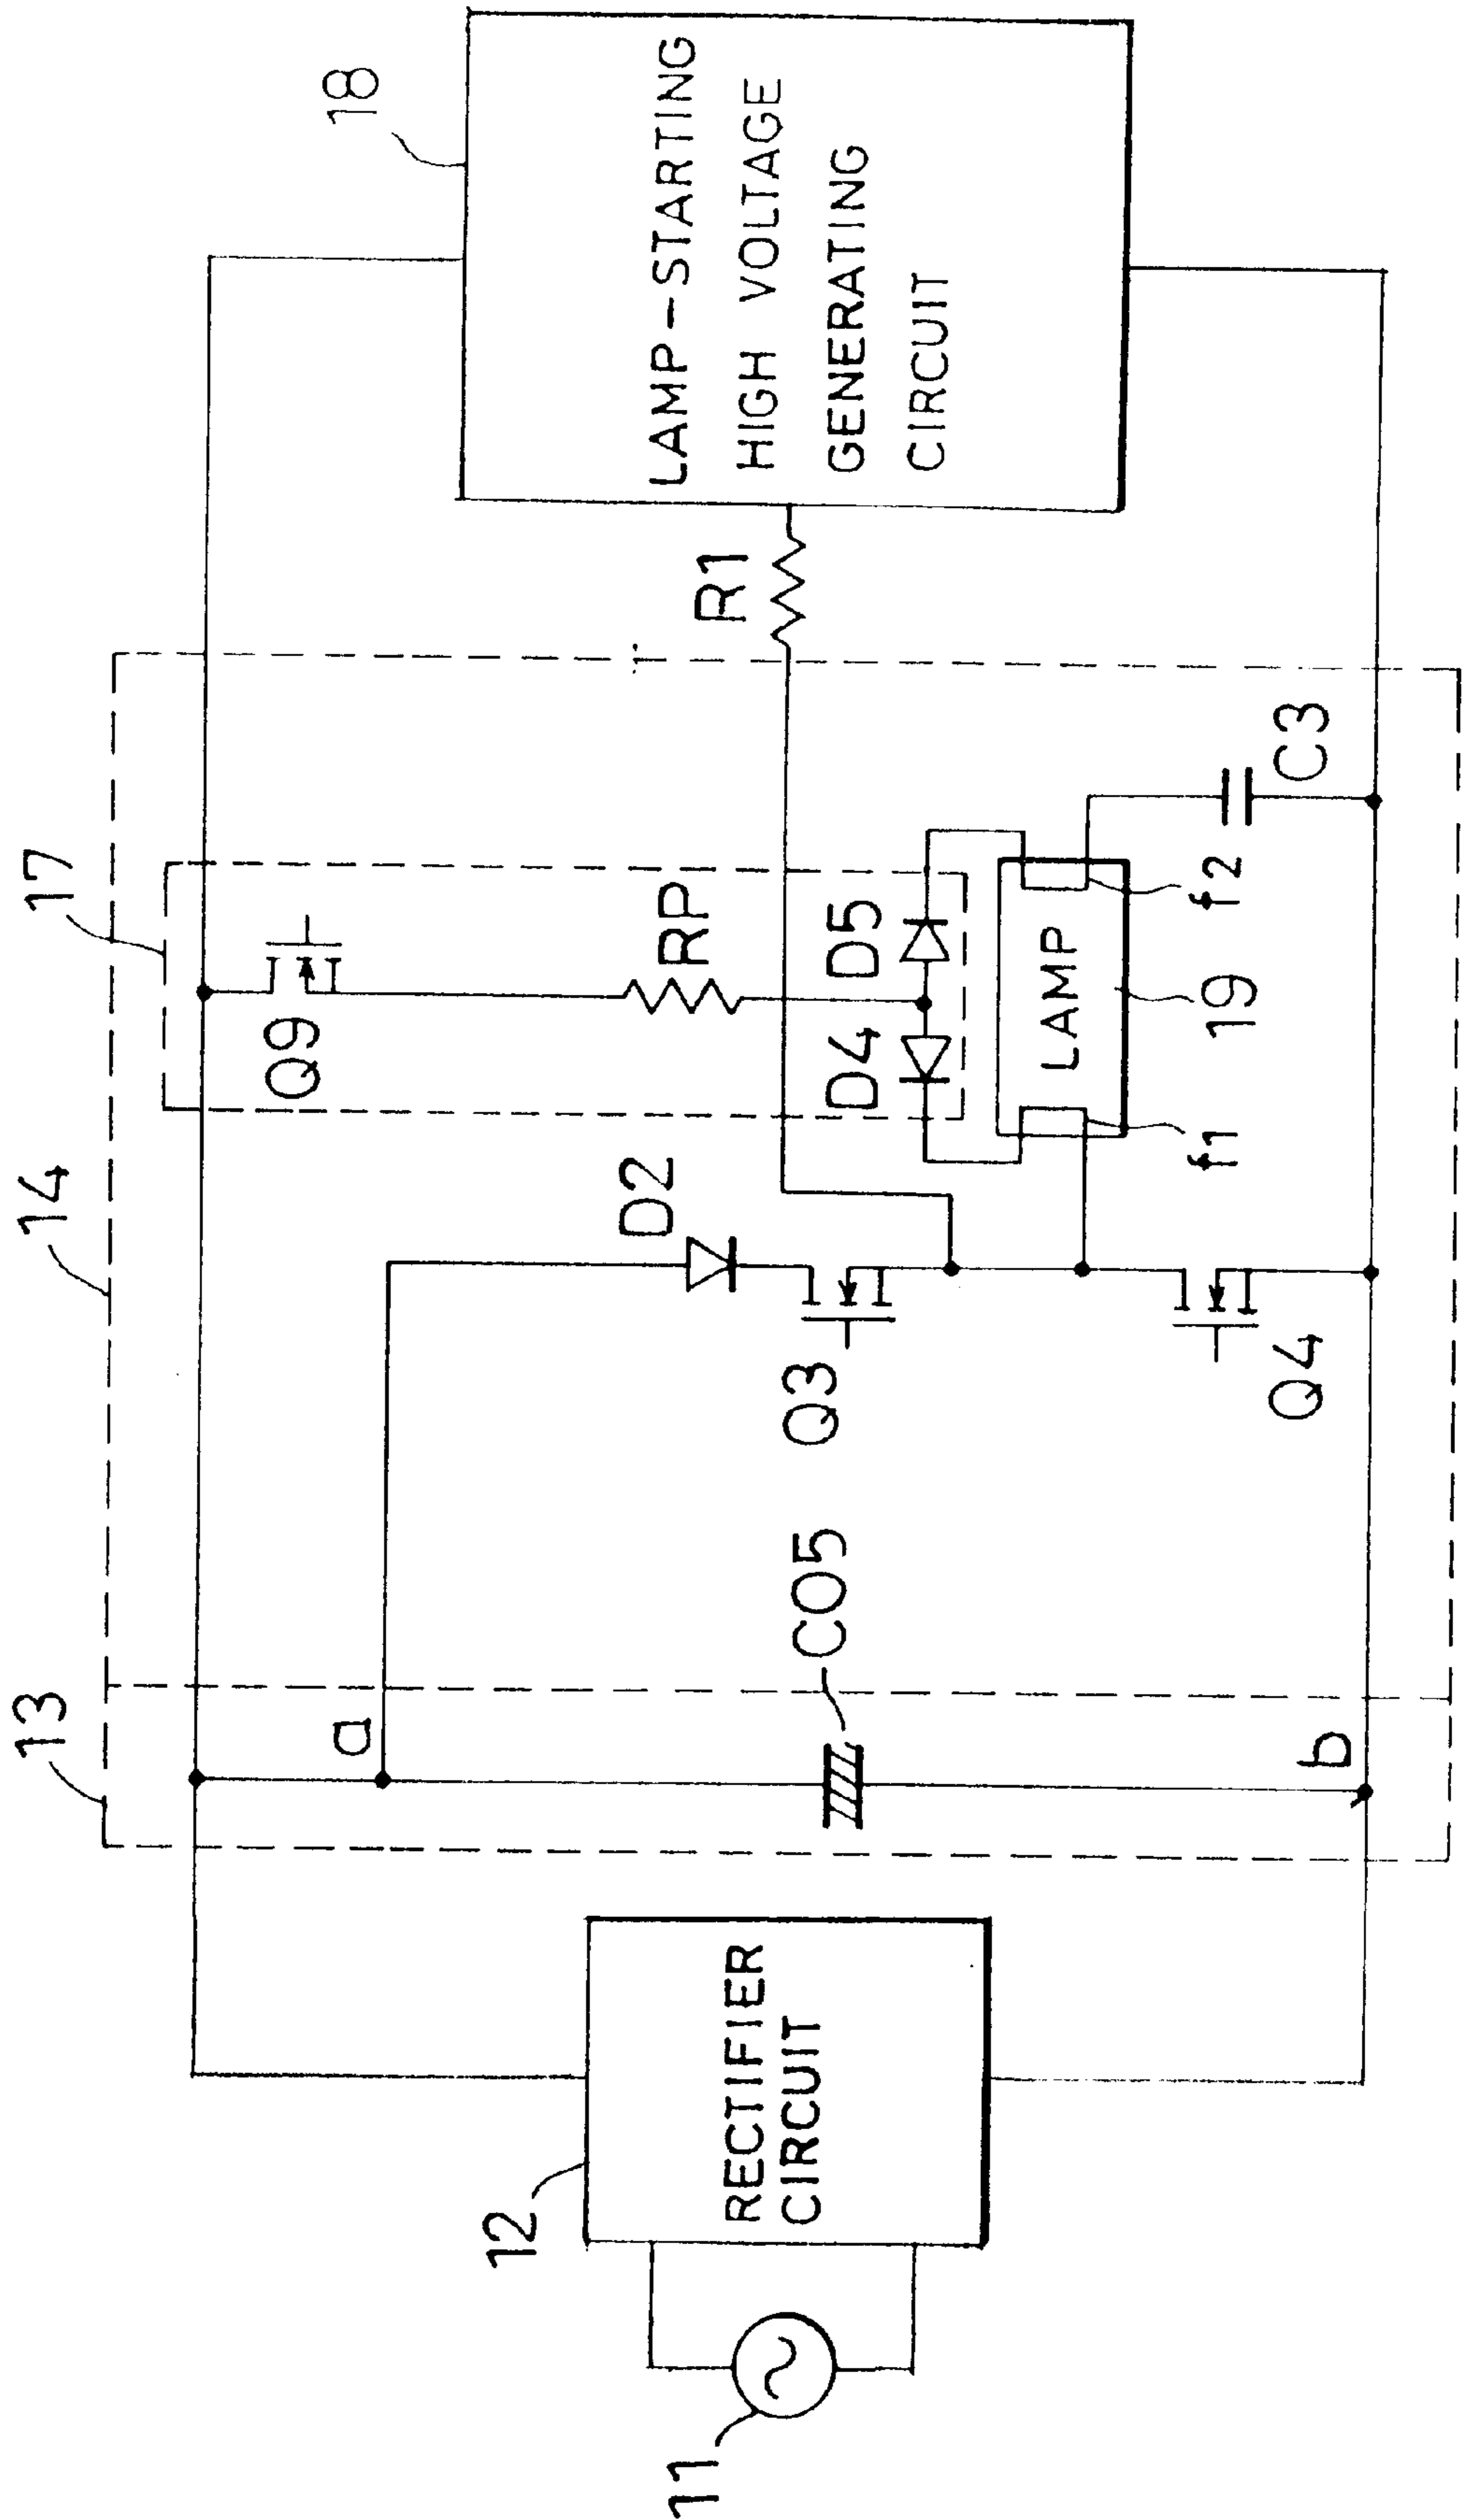 11
12
RECTIFIER
CIRCUIT
13
a
b
CO5
14
D2
Q3
Q4
17
Q9
RP
D4
D5
LAMP
f1
19
f2
C3
R1
18
LAMP-STARTING
HIGH VOLTAGE
GENERATING
CIRCUIT